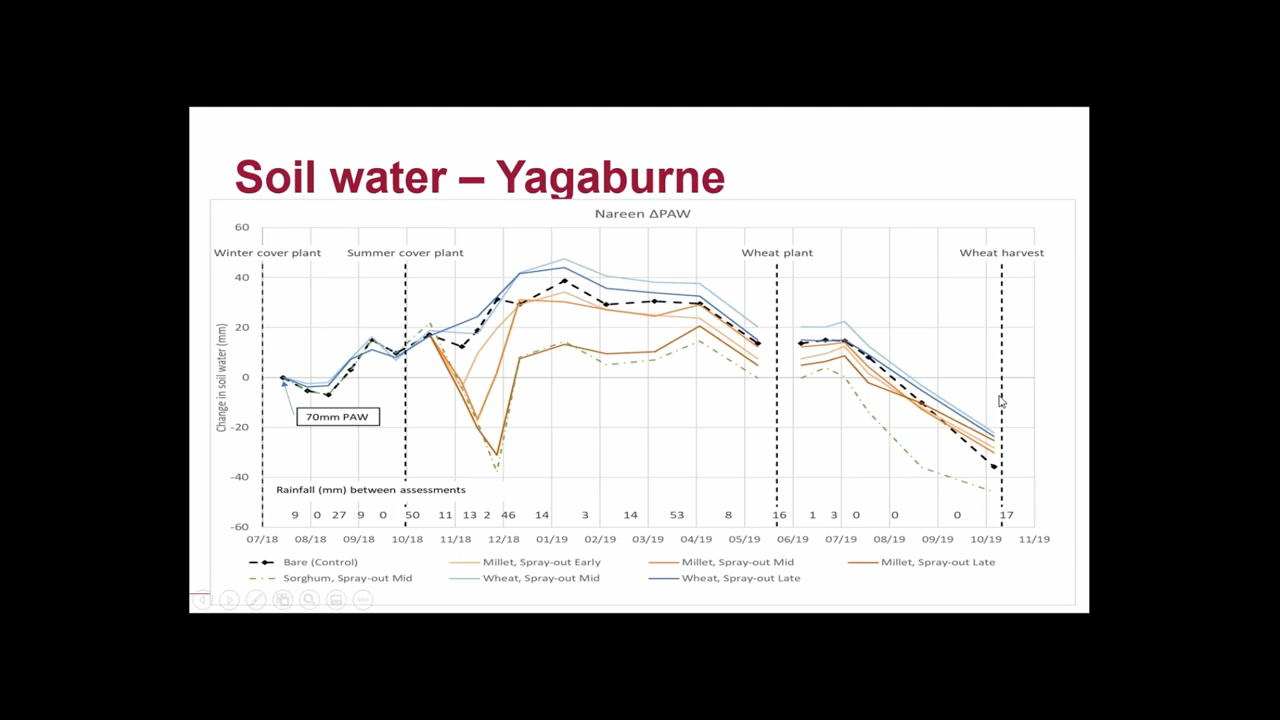 Soil water – Yagaburne
Nareen ΔPAW
60
Winter cover plant Summer cover plant Wheat plant Wheat harvest
40
20
0
-20
-40
-60
Change in soil water (mm)
70mm PAW
Rainfall (mm) between assessments
9 0 27 9 0 50 11 13 2 46 14 3 14 53 8 16 1 3 0 0 0 17
07/18 08/18 09/18 10/18 11/18 12/18 01/19 02/19 03/19 04/19 05/19 06/19 07/19 08/19 09/19 10/19 11/19
Bare (Control) Millet, Spray-out Early Millet, Spray-out Mid Millet, Spray-out Late
Sorghum, Spray-out Mid Wheat, Spray-out Mid Wheat, Spray-out Late